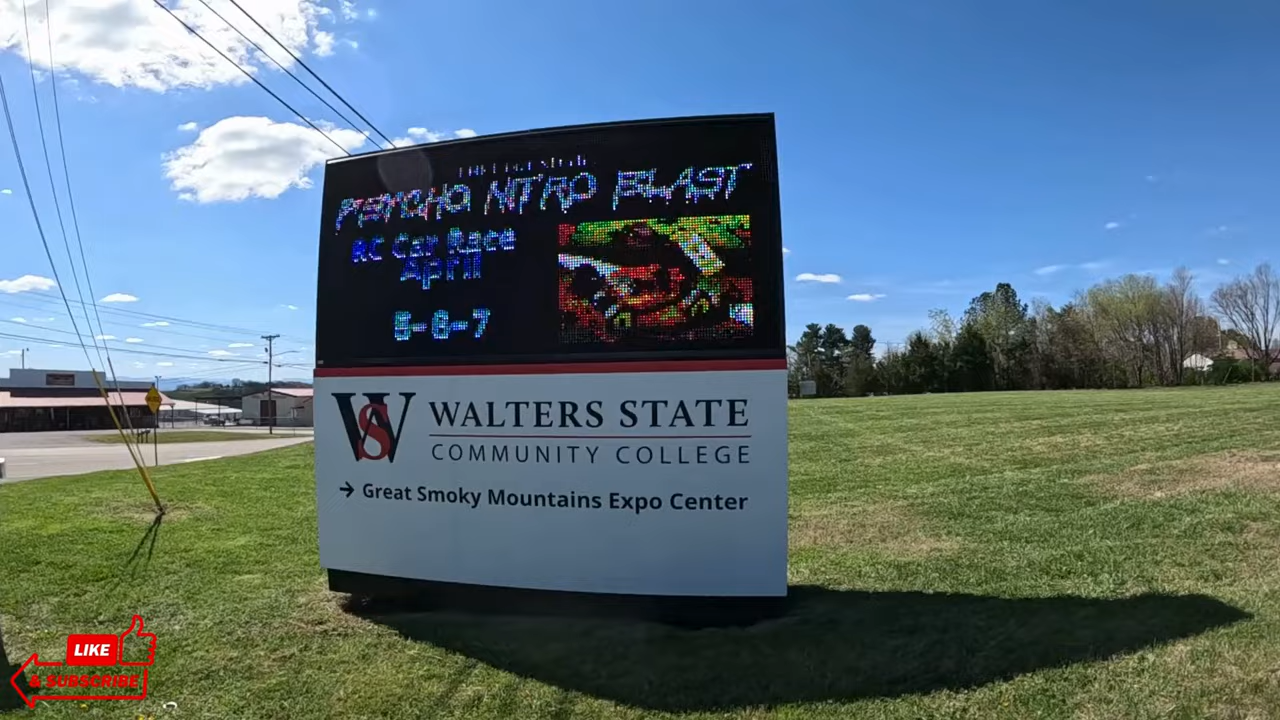 PSYCHO NITRO BLAST
RC Car Race
April
5-6-7
WS
WALTERS STATE
COMMUNITY COLLEGE
→ Great Smoky Mountains Expo Center
LIKE
& SUBSCRIBE